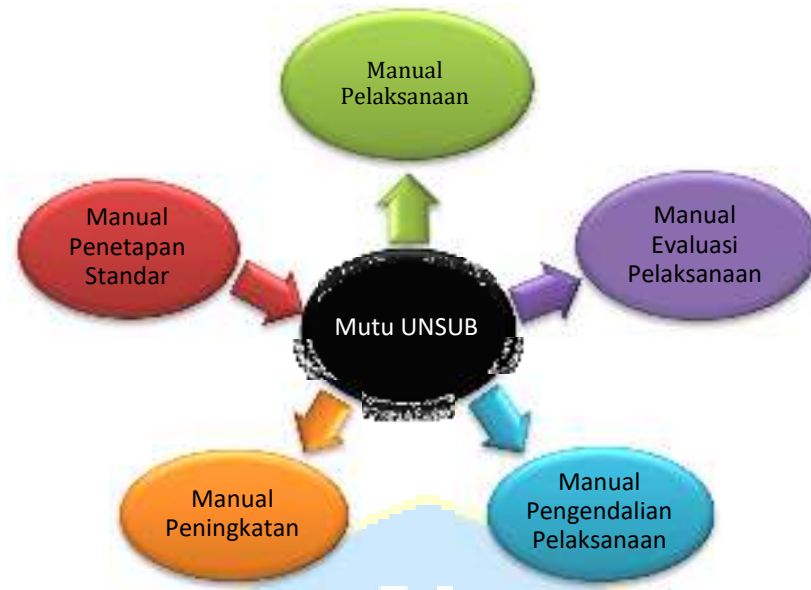 Manual
Pelaksanaan
Manual
Penetapan
Standar
Manual
Evaluasi
Pelaksanaan
Mutu UNSUB
Manual
Peningkatan
Manual
Pengendalian
Pelaksanaan